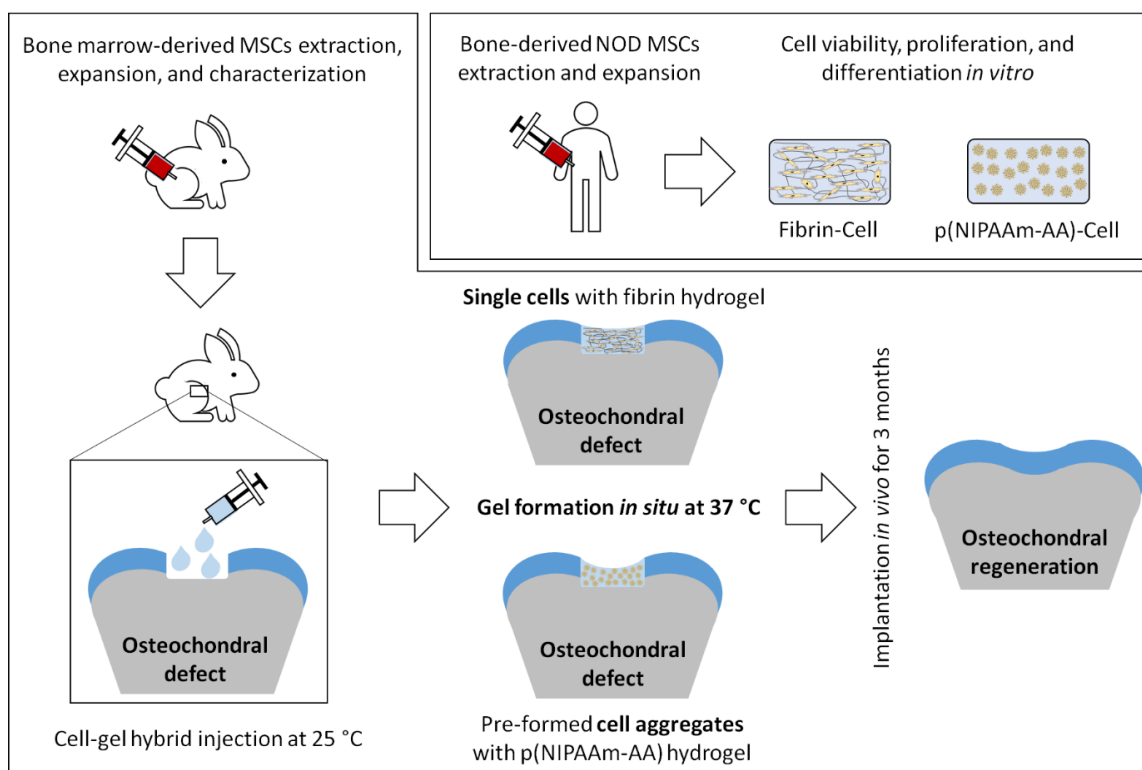 Bone marrow-derived MSCs extraction,
expansion, and characterization
Bone-derived NOD MSCs
extraction and expansion
Cell viability, proliferation, and
differentiation in vitro
Fibrin-Cell
p(NIPAAm-AA)-Cell
Osteochondral
defect
Cell-gel hybrid injection at 25 °C
Single cells with fibrin hydrogel
Osteochondral
defect
Gel formation in situ at 37 °C
Osteochondral
defect
Pre-formed cell aggregates
with p(NIPAAm-AA) hydrogel
Implantation in vivo for 3 months
Osteochondral
regeneration